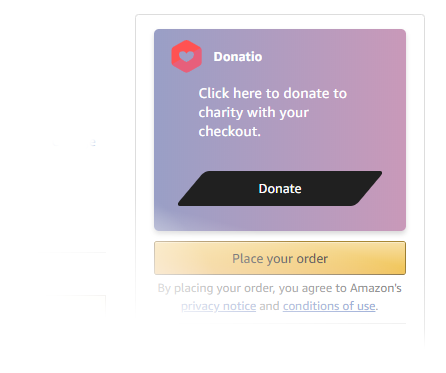 Donatio
Click here to donate to
charity with your
checkout.
Donate
Place your order
By placing your order, you agree to Amazon's
privacy notice and conditions of use.